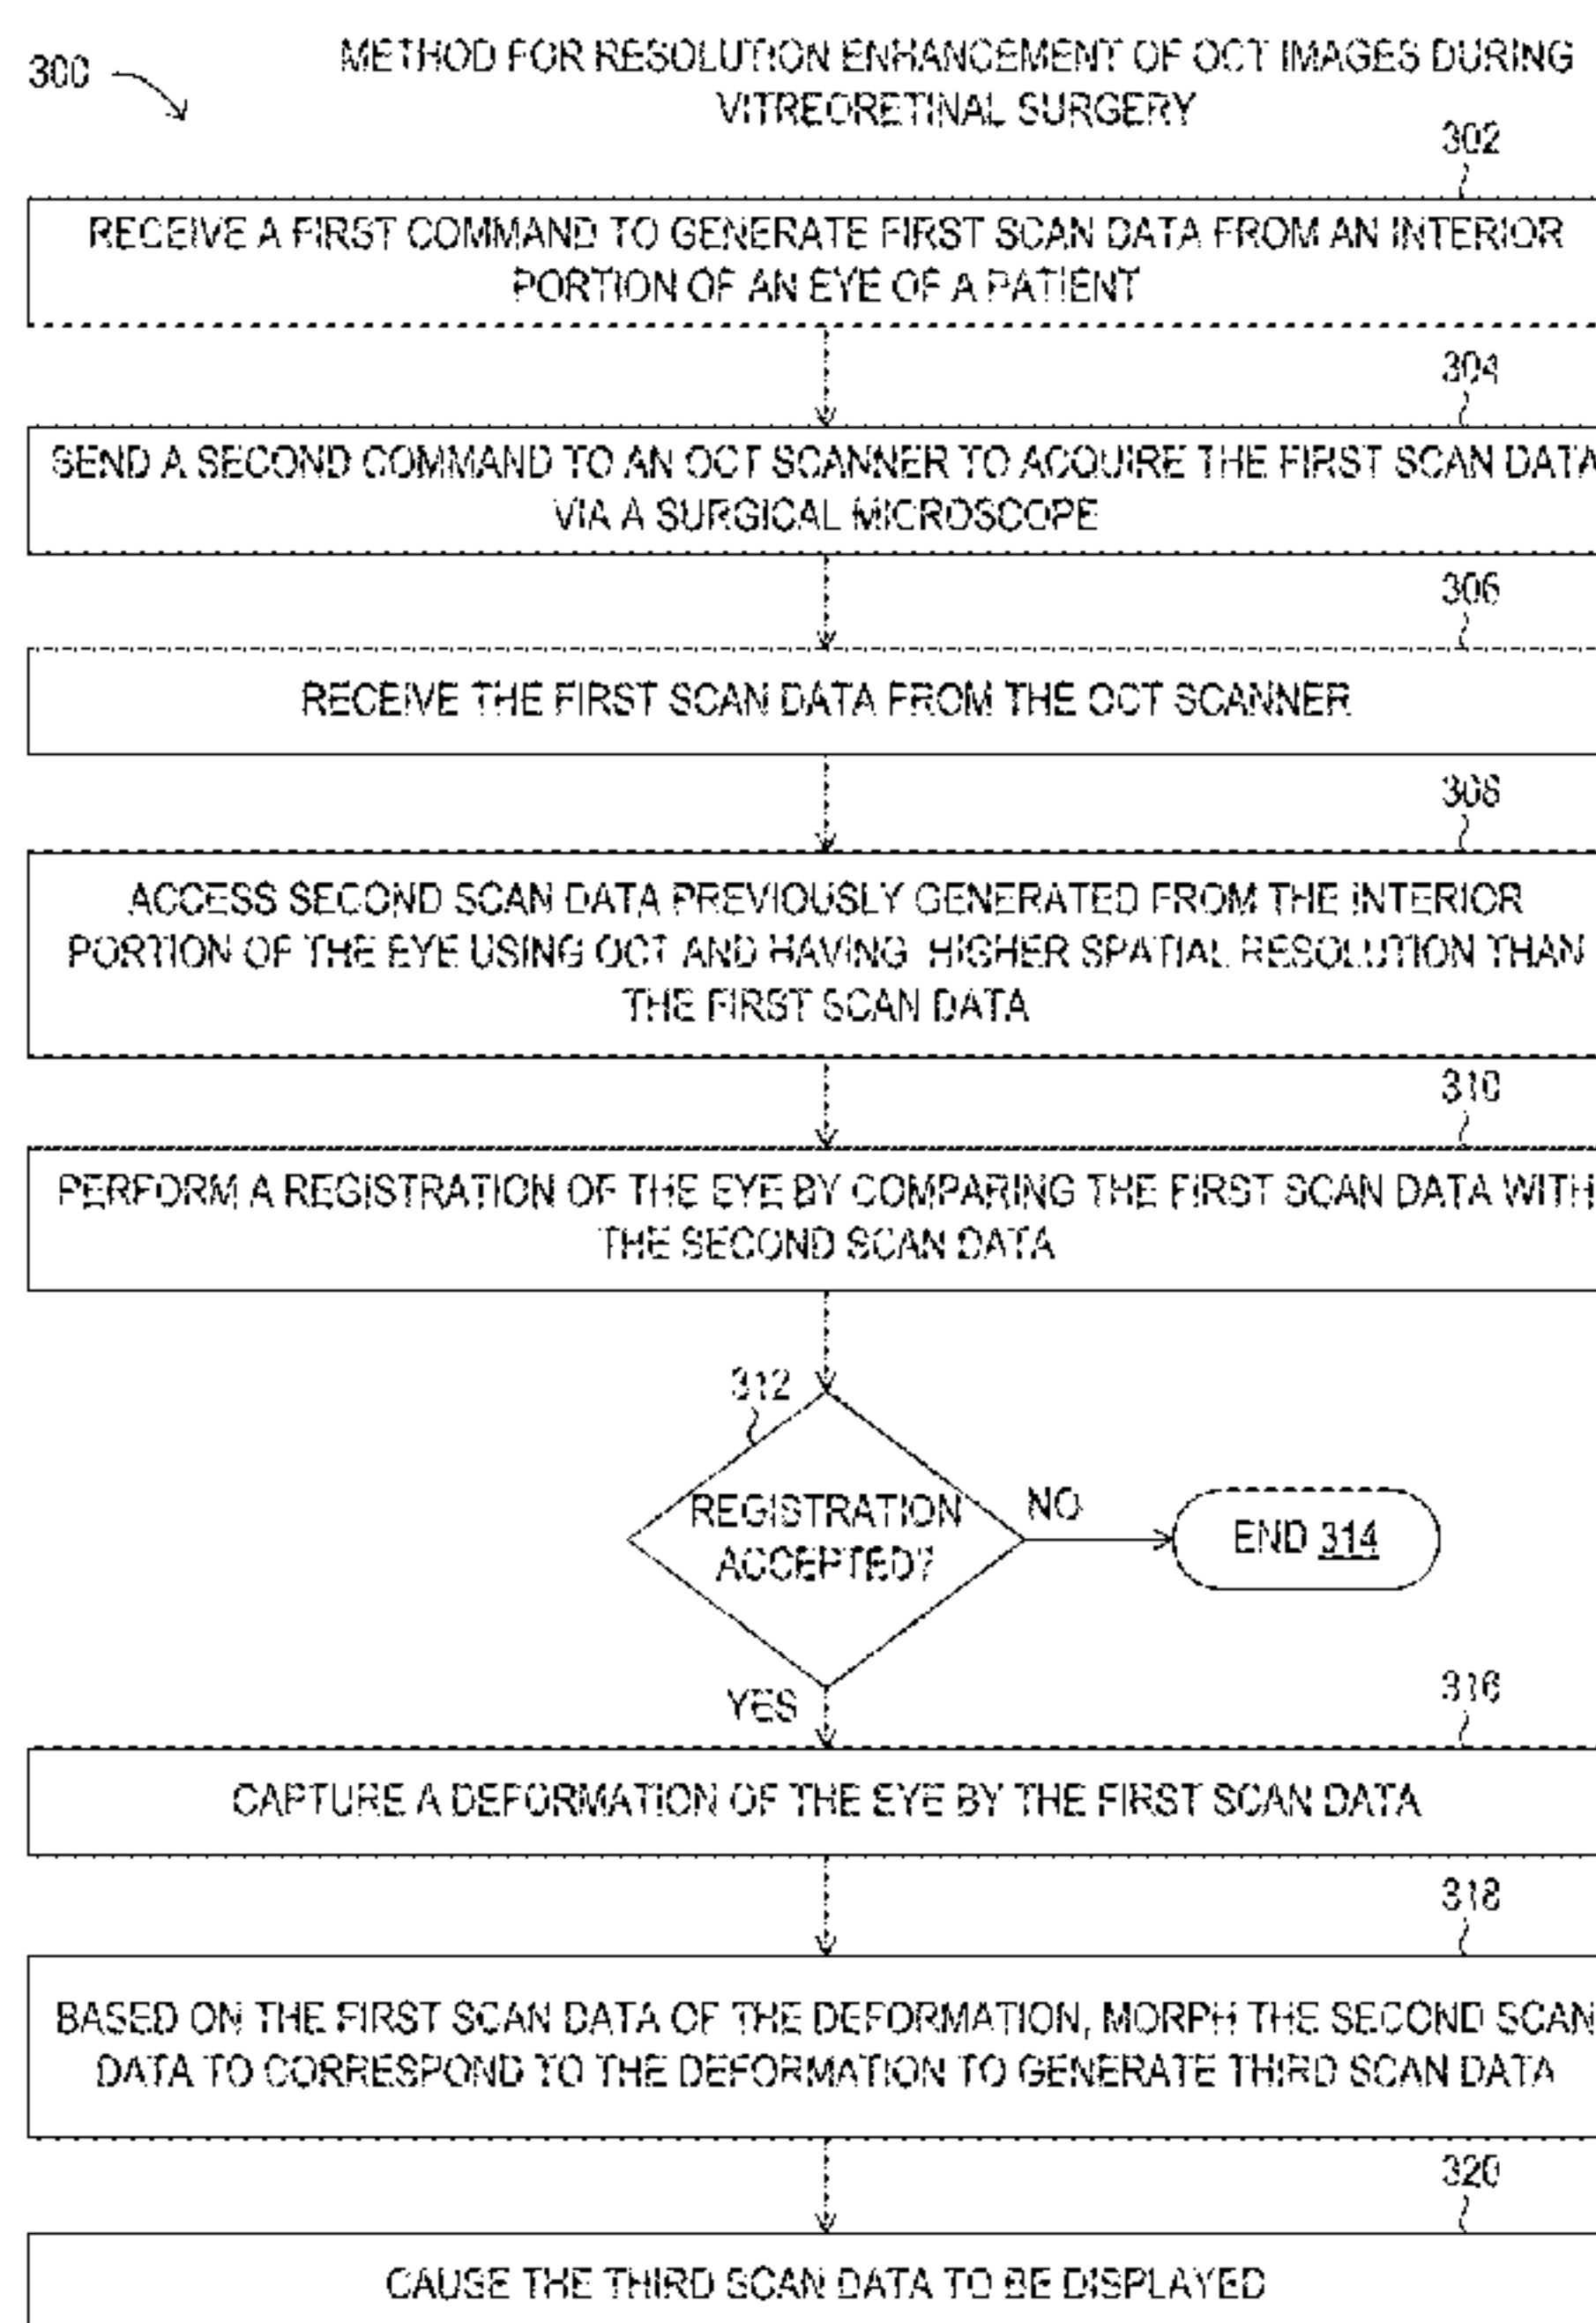 300
METHOD FOR RESOLUTION ENHANCEMENT OF OCT IMAGES DURING
VITREORETINAL SURGERY
302
RECEIVE A FIRST COMMAND TO GENERATE FIRST SCAN DATA FROM AN INTERIOR
PORTION OF AN EYE OF A PATIENT
304
SEND A SECOND COMMAND TO AN OCT SCANNER TO ACQUIRE THE FIRST SCAN DATA
VIA A SURGICAL MICROSCOPE
306
RECEIVE THE FIRST SCAN DATA FROM THE OCT SCANNER
308
ACCESS SECOND SCAN DATA PREVIOUSLY GENERATED FROM THE INTERIOR
PORTION OF THE EYE USING OCT AND HAVING HIGHER SPATIAL RESOLUTION THAN
THE FIRST SCAN DATA
310
PERFORM A REGISTRATION OF THE EYE BY COMPARING THE FIRST SCAN DATA WITH
THE SECOND SCAN DATA
312
REGISTRATION
ACCEPTED?
NO
END 314
YES
316
CAPTURE A DEFORMATION OF THE EYE BY THE FIRST SCAN DATA
318
BASED ON THE FIRST SCAN DATA OF THE DEFORMATION, MORPH THE SECOND SCAN
DATA TO CORRESPOND TO THE DEFORMATION TO GENERATE THIRD SCAN DATA
320
CAUSE THE THIRD SCAN DATA TO BE DISPLAYED